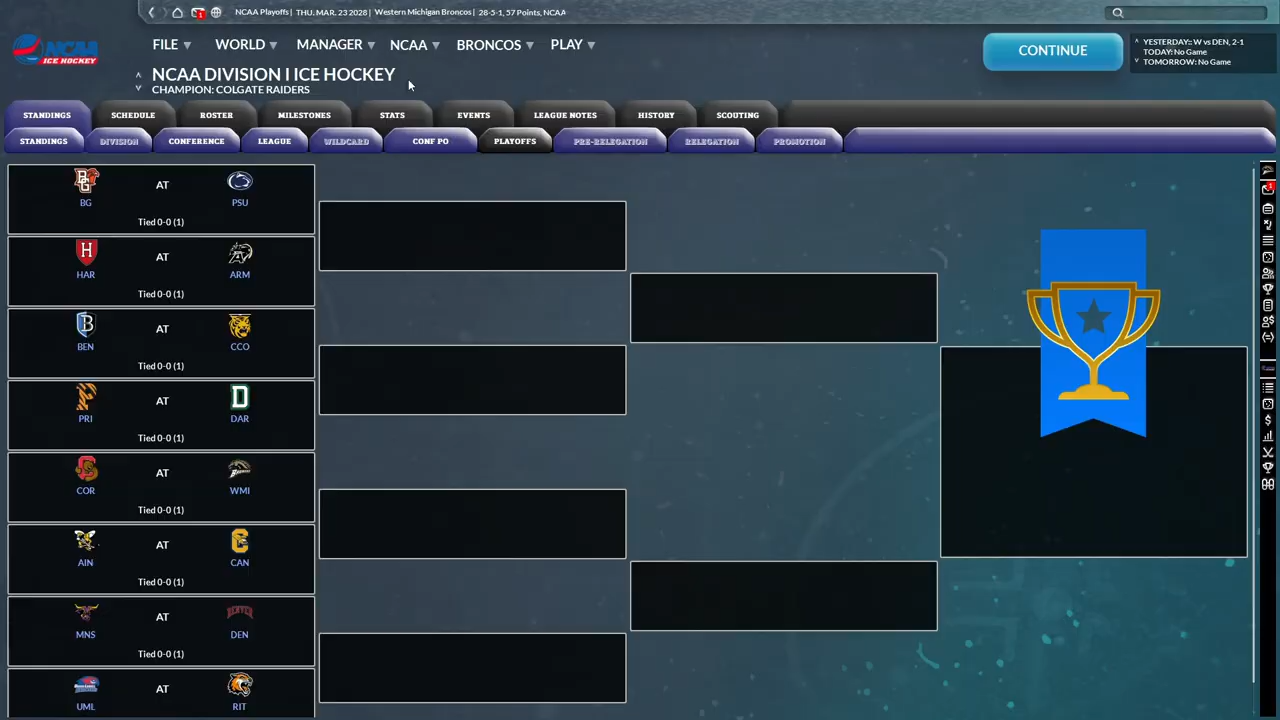 NCAA Playoffs | THU. MAR. 23 2028 | Western Michigan Broncos | 28-5-1, 57 Points, NCAA
1
NCAA
ICE HOCKEY
FILE WORLD MANAGER NCAA BRONCOS PLAY
CONTINUE
YESTERDAY:: W vs DEN, 2-1
TODAY: No Game
TOMORROW: No Game
NCAA DIVISION I ICE HOCKEY
CHAMPION: COLGATE RAIDERS
STANDINGS SCHEDULE ROSTER MILESTONES STATS EVENTS LEAGUE NOTES HISTORY SCOUTING
STANDINGS DIVISION CONFERENCE LEAGUE WILDCARD CONF PO PLAYOFFS PRE-RELEGATION RELEGATION PROMOTION
BG AT PSU
Tied 0-0 (1)
HAR AT ARM
Tied 0-0 (1)
BEN AT CCO
Tied 0-0 (1)
PRI AT DAR
Tied 0-0 (1)
COR AT WMI
Tied 0-0 (1)
AIN AT CAN
Tied 0-0 (1)
MNS AT DEN
Tied 0-0 (1)
UML AT RIT